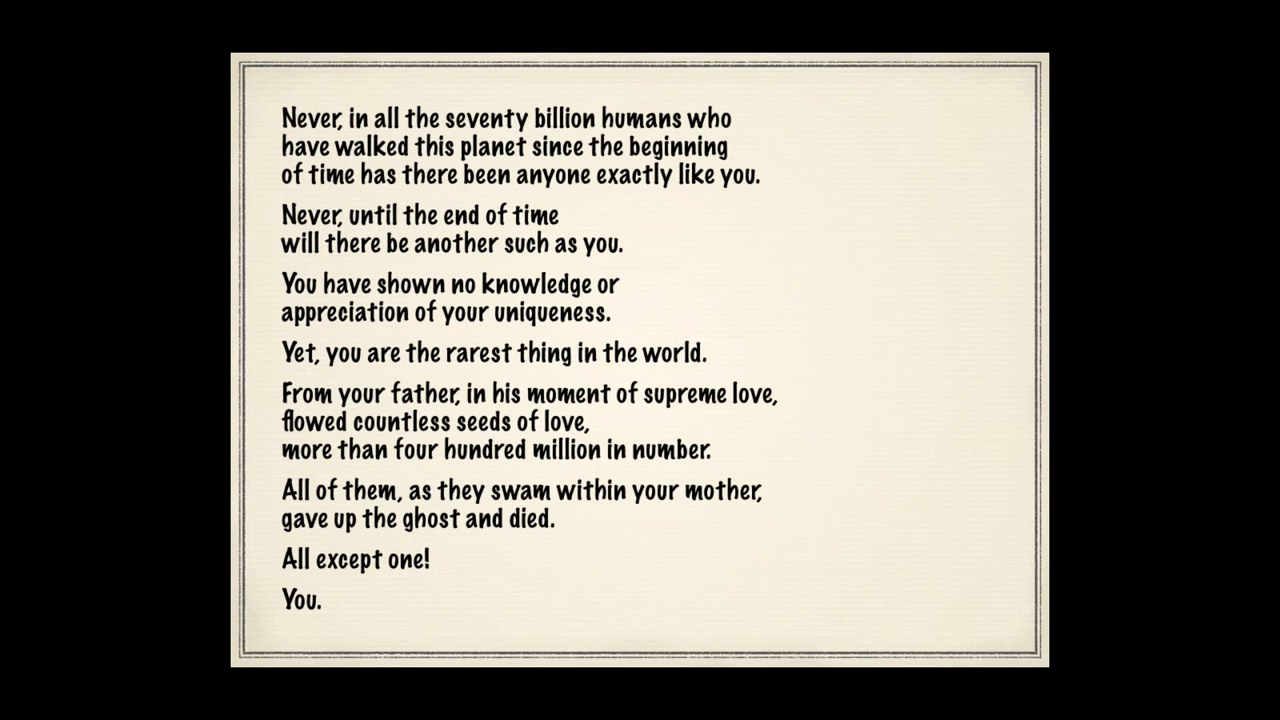 Never, in all the seventy billion humans who
have walked this planet since the beginning
of time has there been anyone exactly like you.
Never, until the end of time
will there be another such as you.
You have shown no knowledge or
appreciation of your uniqueness.
Yet, you are the rarest thing in the world.
From your father, in his moment of supreme love,
flowed countless seeds of love,
more than four hundred million in number.
All of them, as they swam within your mother,
gave up the ghost and died.
All except one!
You.